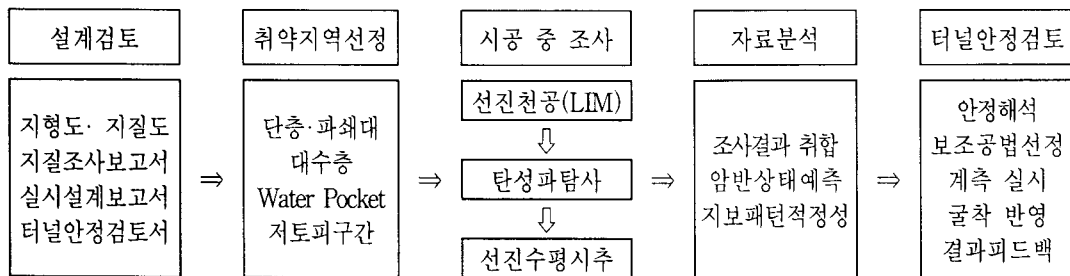 설계검토
취약지역선정
시공 중 조사
자료분석
터널안정검토
지형도· 지질도
지질조사보고서
실시설계보고서
터널안정검토서
⇒
단층·파쇄대
대수층
Water Pocket
저토피구간
⇒
선진천공(LIM)
⇩
탄성파탐사
⇩
선진수평시추
⇒
조사결과 취합
암반상태예측
지보패턴적정성
⇒
안정해석
보조공법선정
계측 실시
굴착 반영
결과피드백